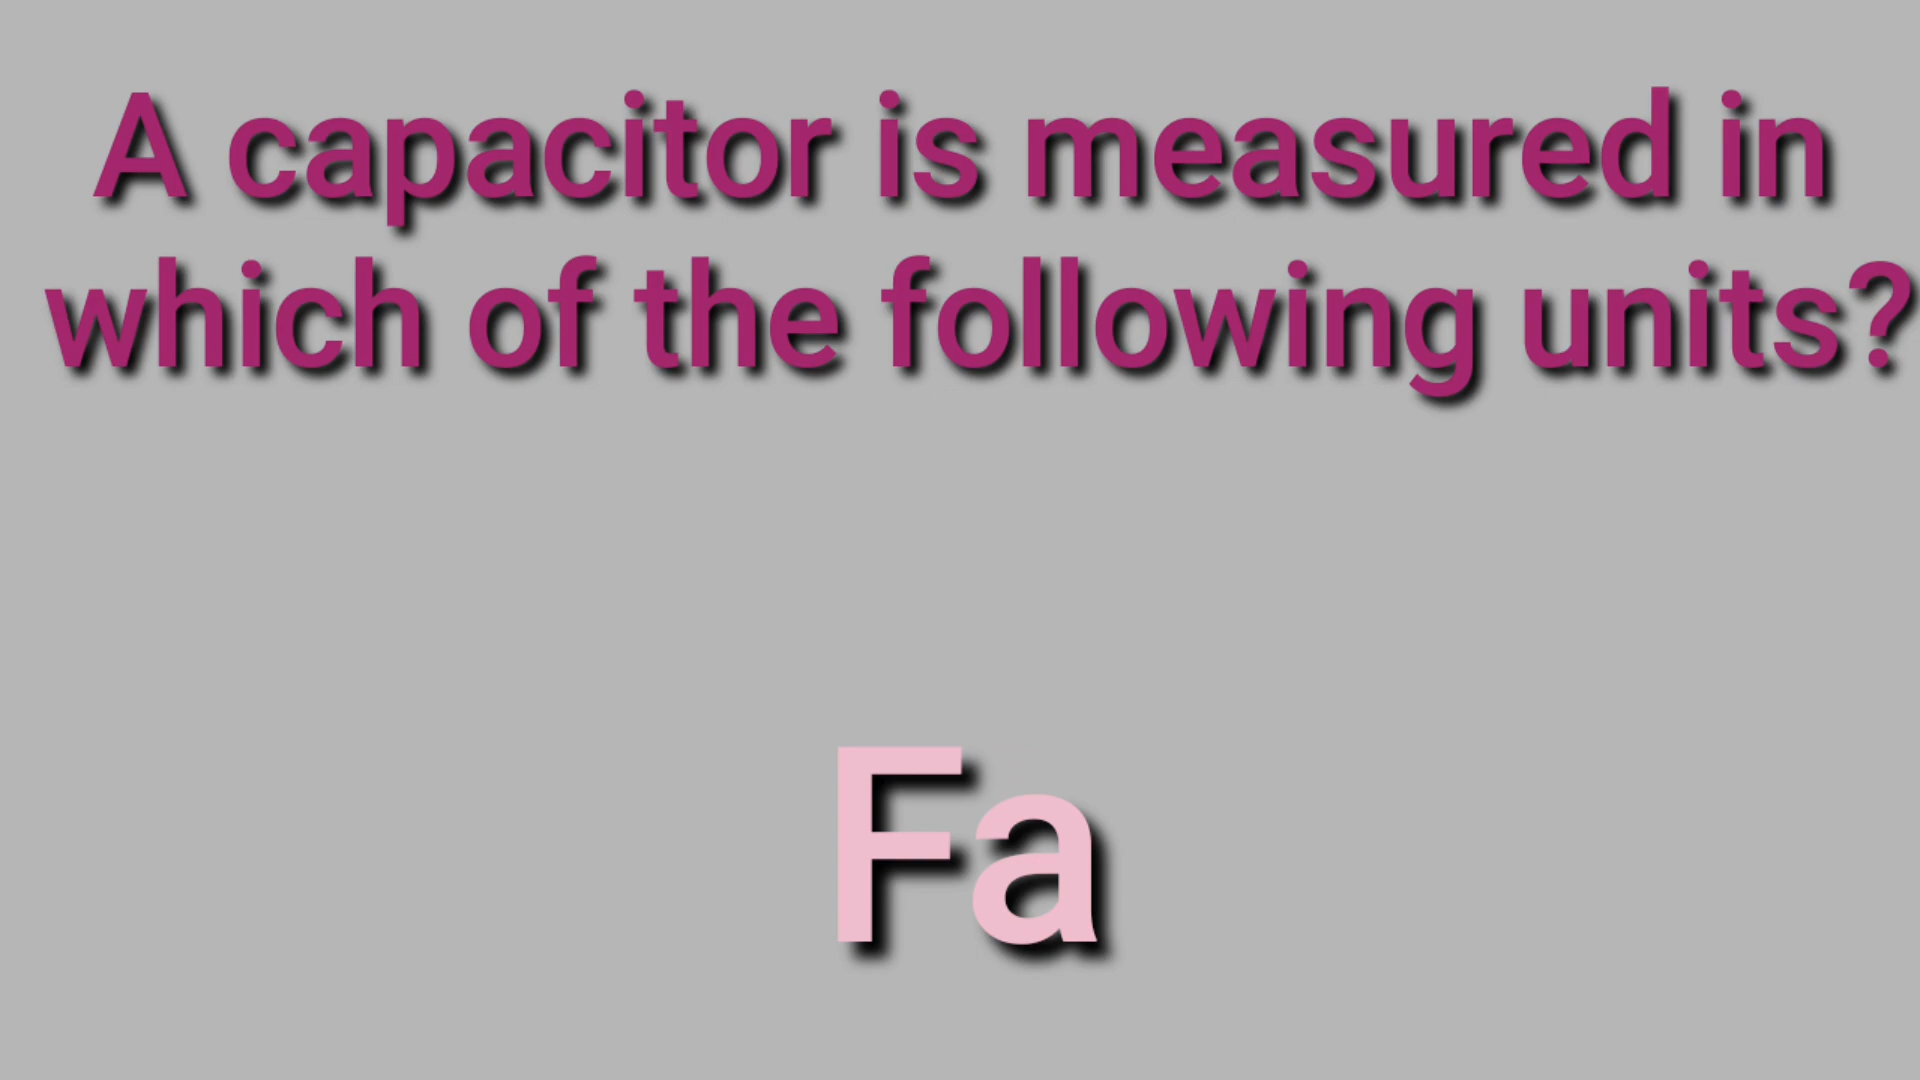 A capacitor is measured in
which of the following units?
Fa